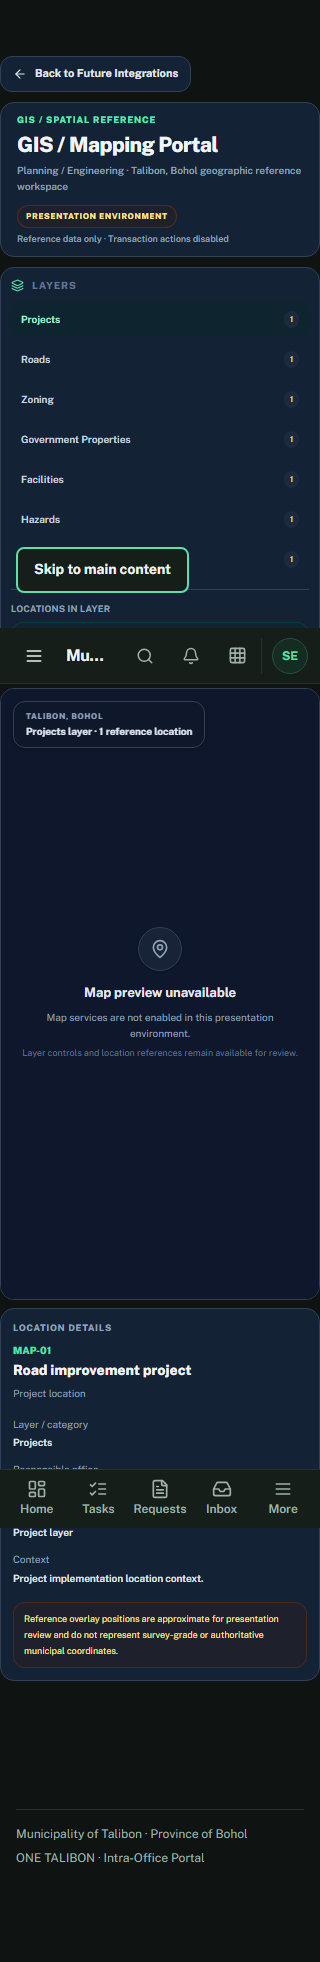 Back to Future Integrations
GIS / SPATIAL REFERENCE
GIS / Mapping Portal
Planning / Engineering · Talibon, Bohol geographic reference
workspace
PRESENTATION ENVIRONMENT
Reference data only · Transaction actions disabled
LAYERS
Projects 1
Roads 1
Zoning 1
Government Properties 1
Facilities 1
Hazards 1
1
Skip to main content
LOCATIONS IN LAYER
Mu... SE
TALIBON, BOHOL
Projects layer · 1 reference location
Map preview unavailable
Map services are not enabled in this presentation
environment.
Layer controls and location references remain available for review.
LOCATION DETAILS
MAP-01
Road improvement project
Project location
Layer / category
Projects
Responsible office
Home Tasks Requests Inbox More
Project layer
Context
Project implementation location context.
Reference overlay positions are approximate for presentation
review and do not represent survey-grade or authoritative
municipal coordinates.
Municipality of Talibon · Province of Bohol
ONE TALIBON · Intra-Office Portal